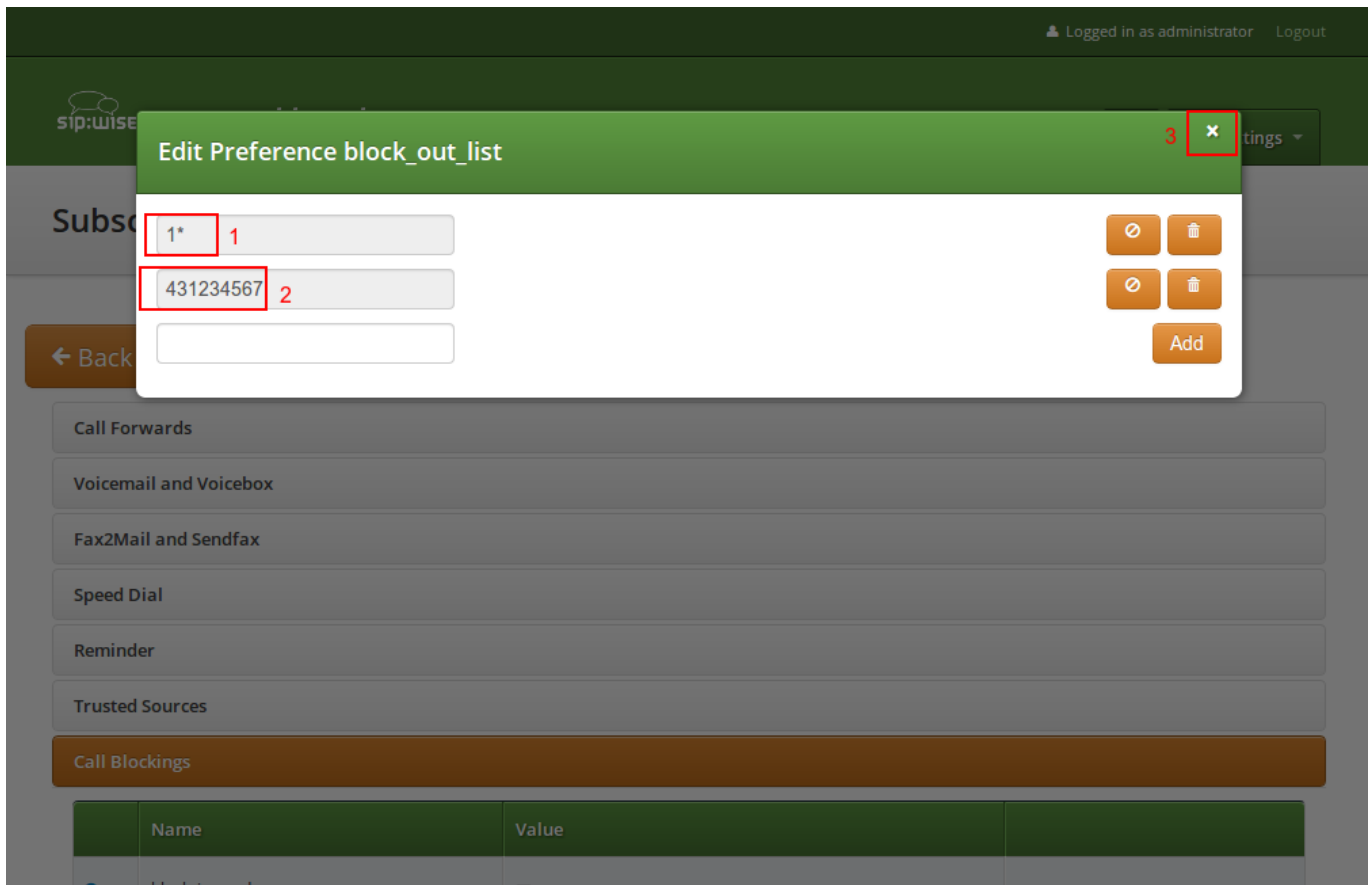 Logged in as administrator Logout
sip:wise
Edit Preference block_out_list
3 × tings
Subsc
1* 1
431234567 2
Add
Back
Call Forwards
Voicemail and Voicebox
Fax2Mail and Sendfax
Speed Dial
Reminder
Trusted Sources
Call Blockings
Name Value